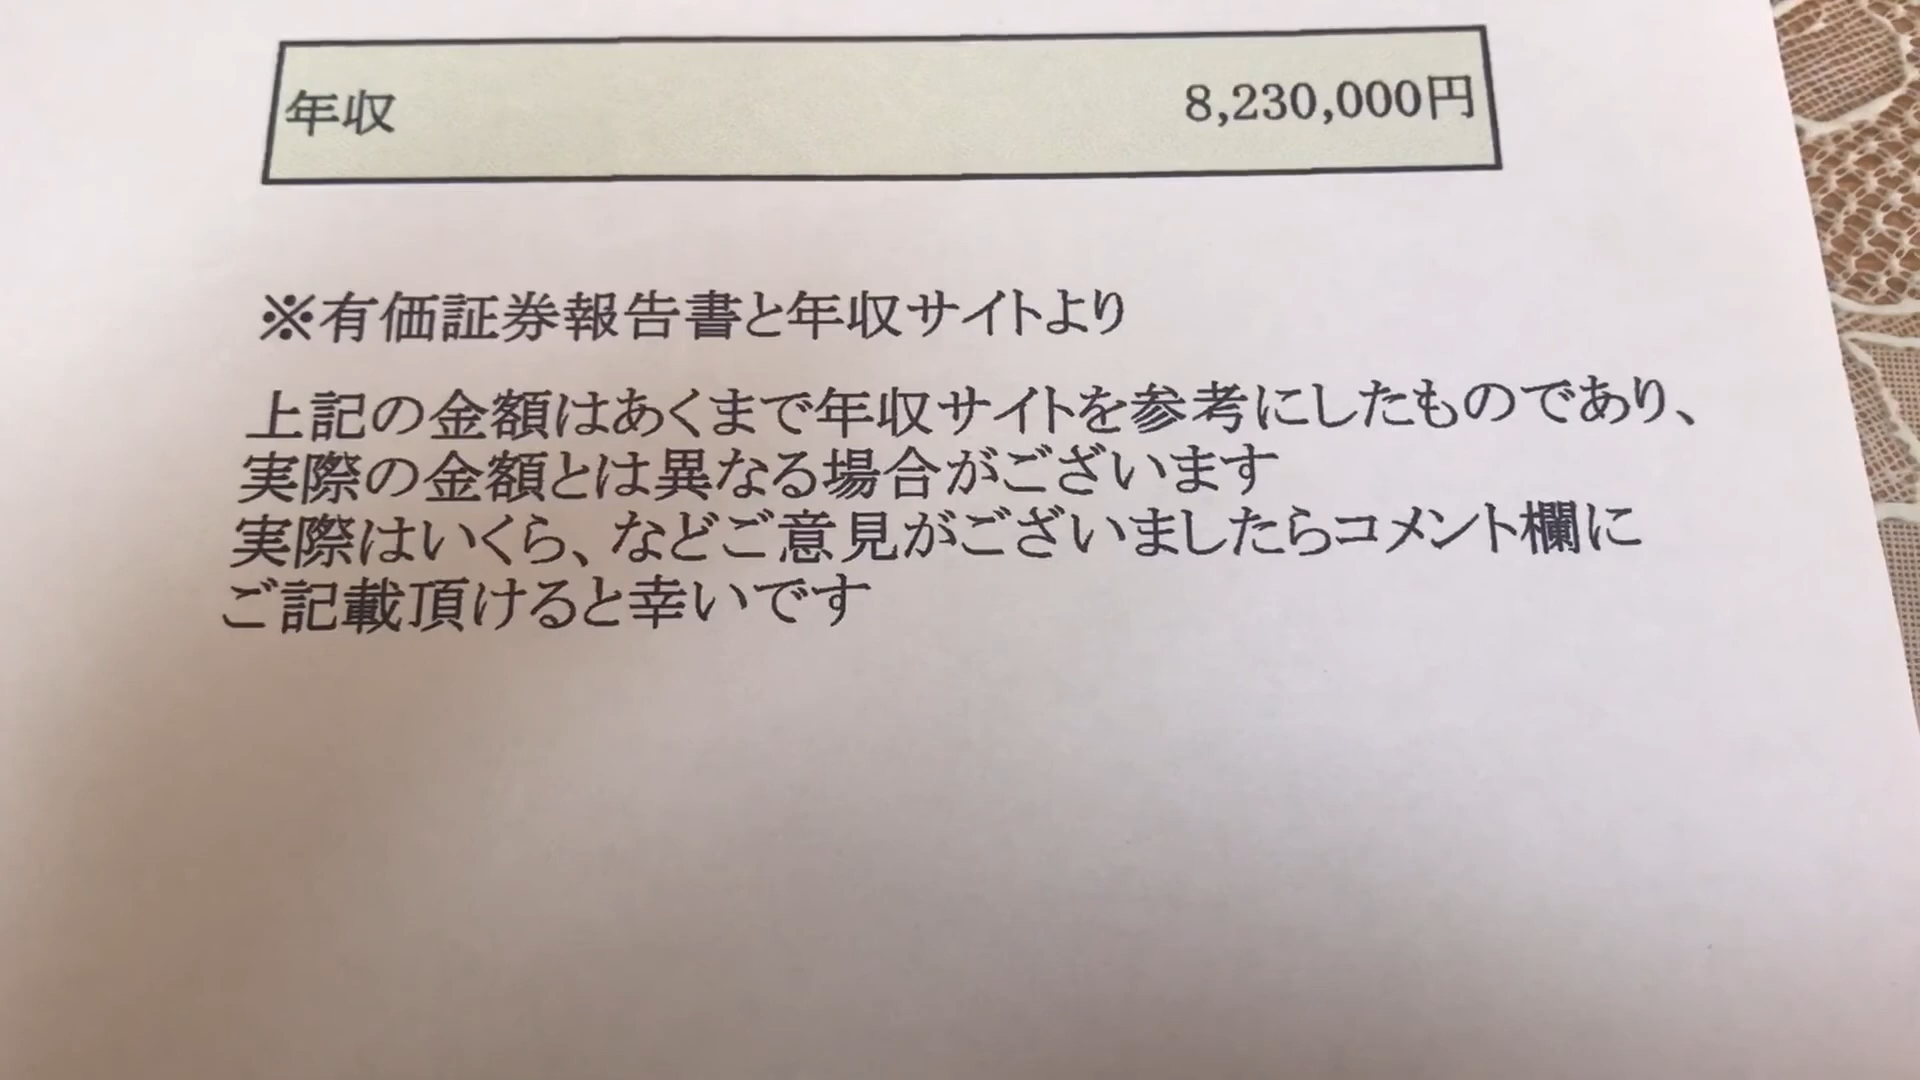 年収 8,230,000円
※有価証券報告書と年収サイトより
上記の金額はあくまで年収サイトを参考にしたものであり、
実際の金額とは異なる場合がございます
実際はいくら、などご意見がございましたらコメント欄に
ご記載頂けると幸いです